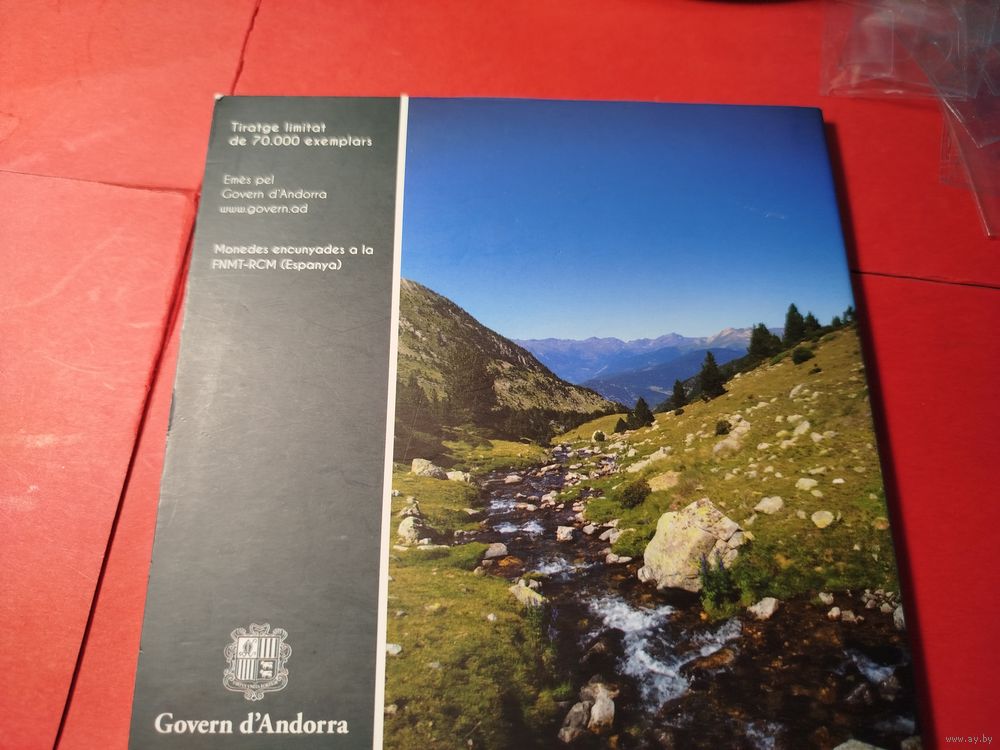 Tiratge limitat
de 70.000 exemplars
Emès pel
Govern d'Andorra
www.govern.ad
Monedes encunyades a la
FNMT-RCM (Espanya)
Govern d'Andorra
www.ay.by